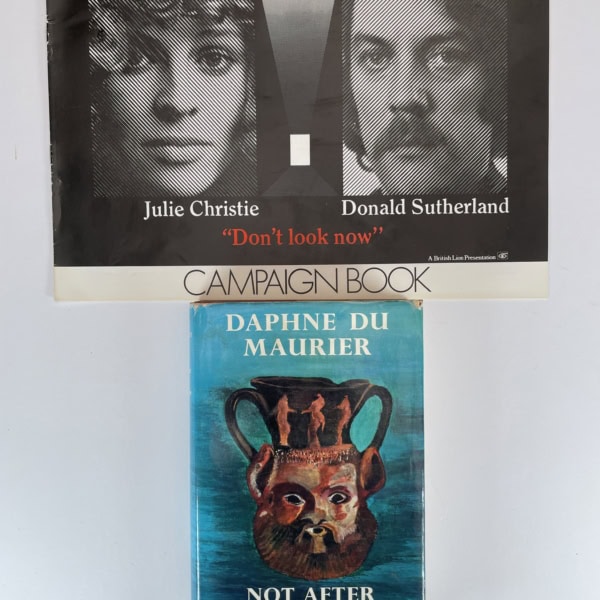 Julie Christie
Donald Sutherland
“Don’t look now”
A British Lion Presentation
CAMPAIGN BOOK
DAPHNE DU
MAURIER
NOT AFTER